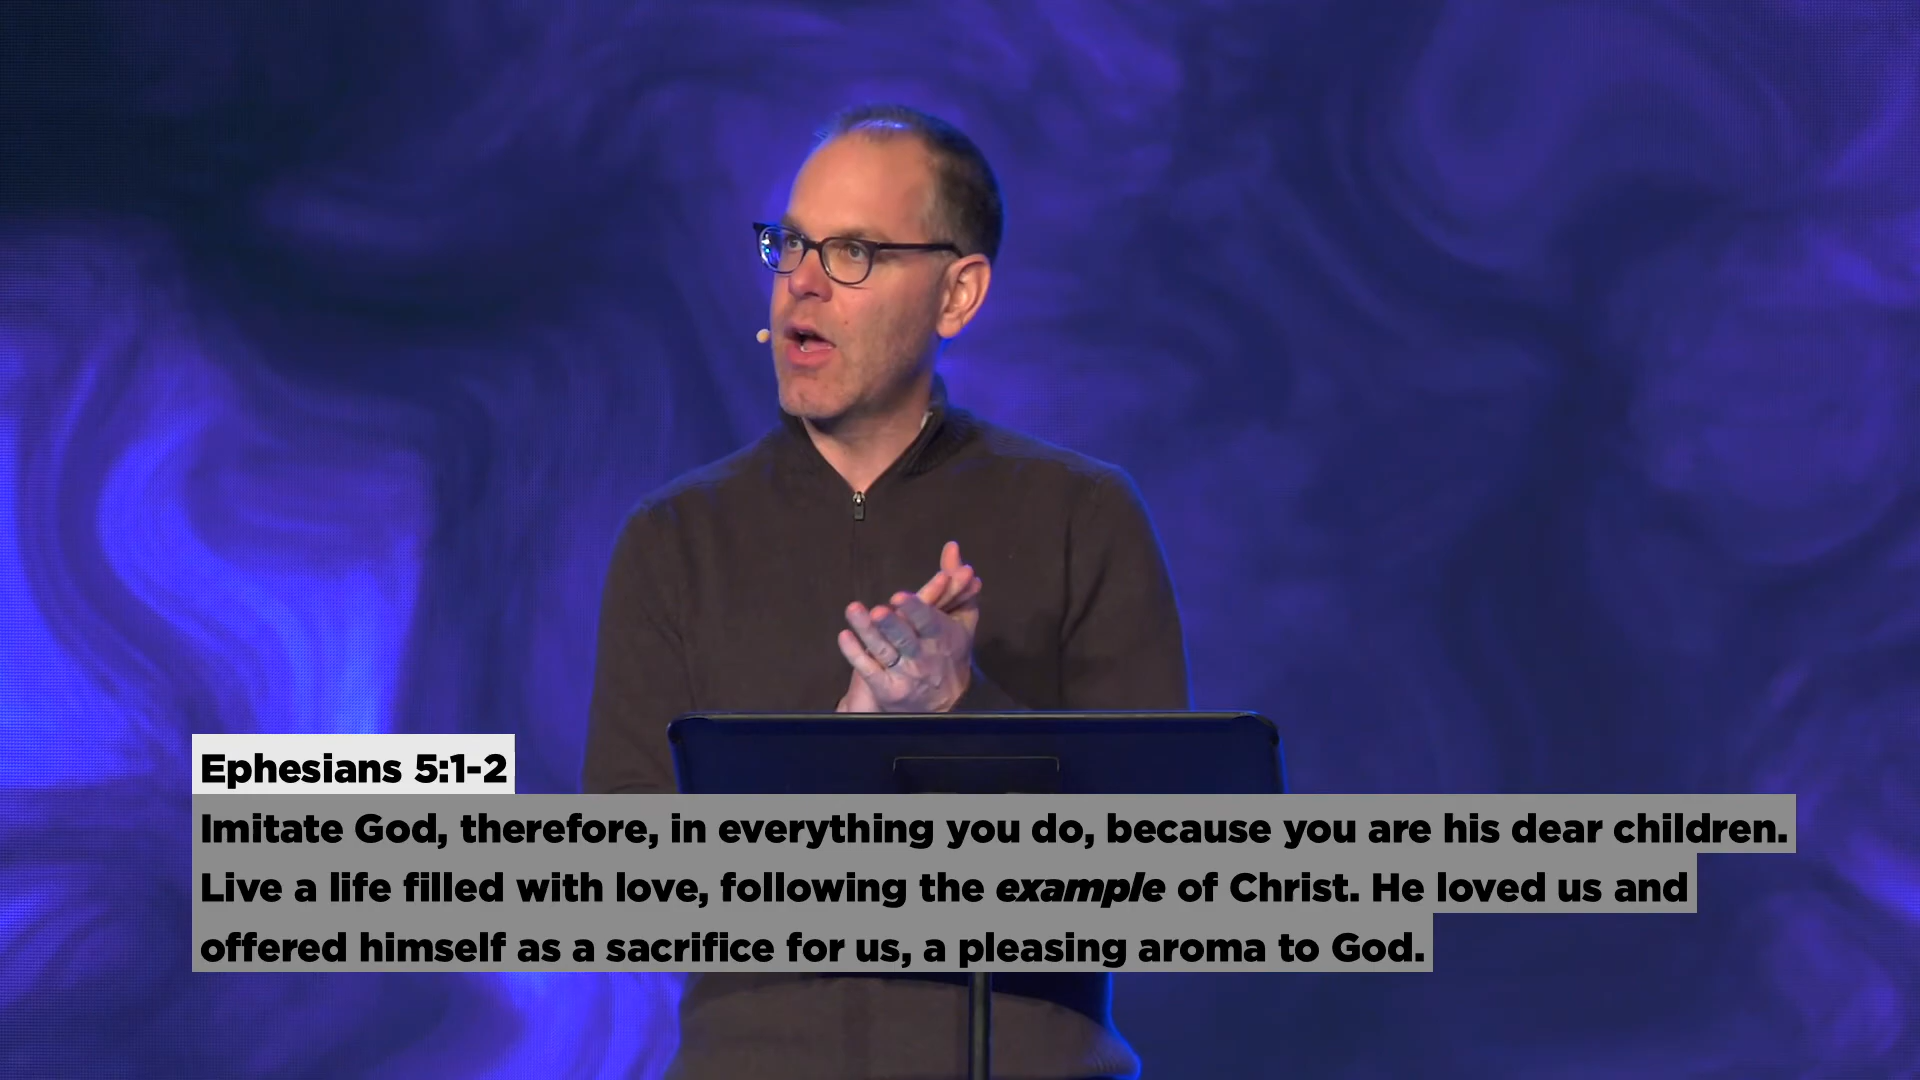 Ephesians 5:1-2
Imitate God, therefore, in everything you do, because you are his dear children.
Live a life filled with love, following the example of Christ. He loved us and
offered himself as a sacrifice for us, a pleasing aroma to God.